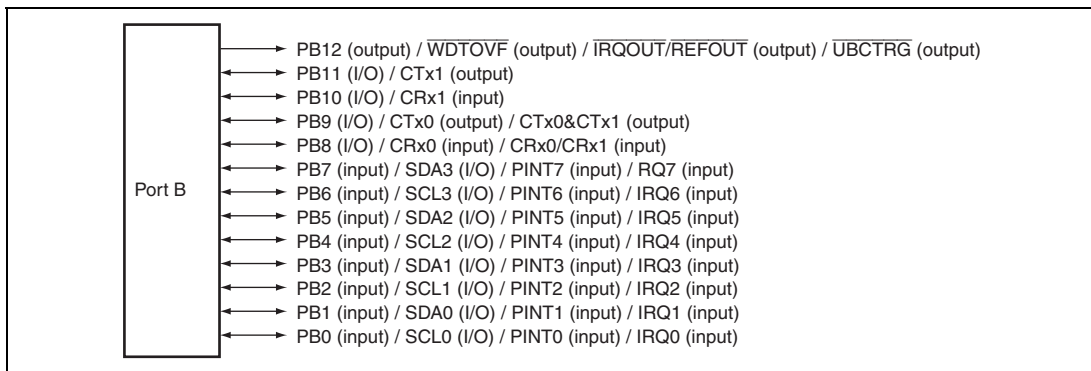 Port B
PB12 (output) / WDTOVF (output) / IRQOUT/REFOUT (output) / UBCTRG (output)
PB11 (I/O) / CTx1 (output)
PB10 (I/O) / CRx1 (input)
PB9 (I/O) / CTx0 (output) / CTx0&CTx1 (output)
PB8 (I/O) / CRx0 (input) / CRx0/CRx1 (input)
PB7 (input) / SDA3 (I/O) / PINT7 (input) / RQ7 (input)
PB6 (input) / SCL3 (I/O) / PINT6 (input) / IRQ6 (input)
PB5 (input) / SDA2 (I/O) / PINT5 (input) / IRQ5 (input)
PB4 (input) / SCL2 (I/O) / PINT4 (input) / IRQ4 (input)
PB3 (input) / SDA1 (I/O) / PINT3 (input) / IRQ3 (input)
PB2 (input) / SCL1 (I/O) / PINT2 (input) / IRQ2 (input)
PB1 (input) / SDA0 (I/O) / PINT1 (input) / IRQ1 (input)
PB0 (input) / SCL0 (I/O) / PINT0 (input) / IRQ0 (input)